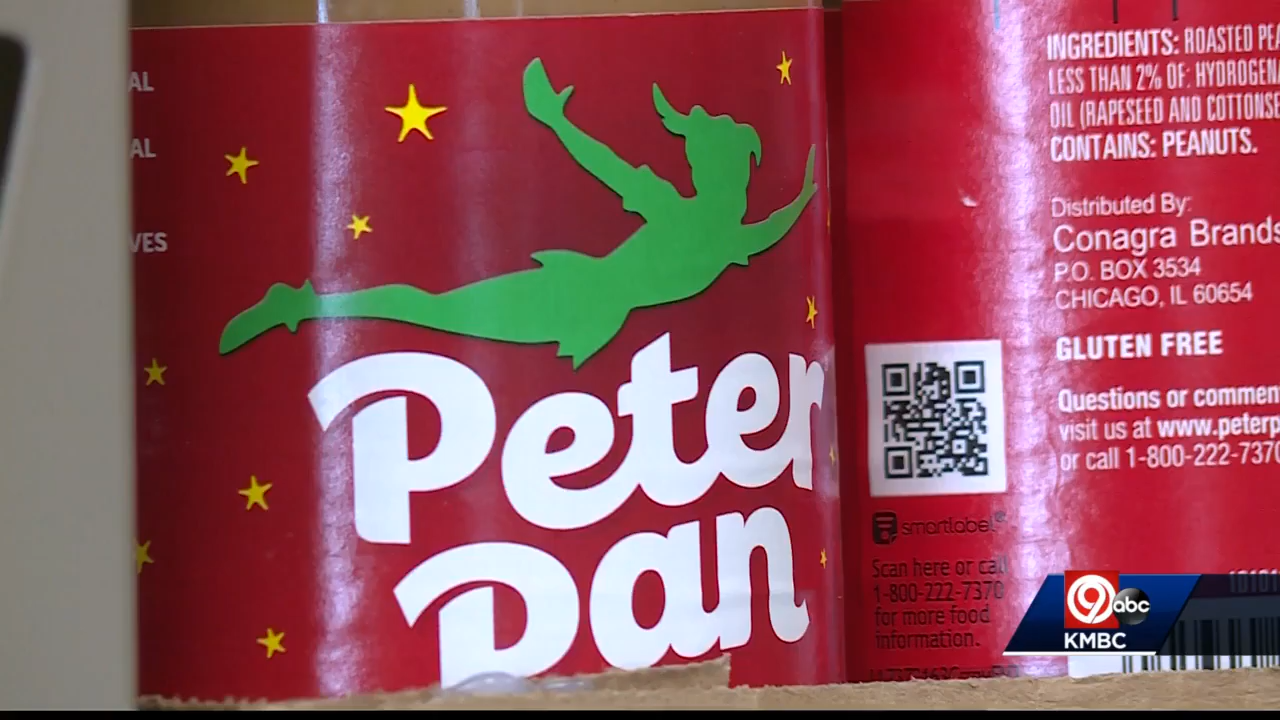 AL
AL
VES
Peter
Pan
INGREDIENTS: ROASTED PEA
LESS THAN 2% OF: HYDROGENA
OIL (RAPESEED AND COTTONSE
CONTAINS: PEANUTS.
Distributed By:
Conagra Brands
P.O. BOX 3534
CHICAGO, IL 60654
GLUTEN FREE
Questions or commen
visit us at www.peterp
or call 1-800-222-7370
smartlabel
Scan here or call
1-800-222-7370
for more food
information.
9 abc
KMBC